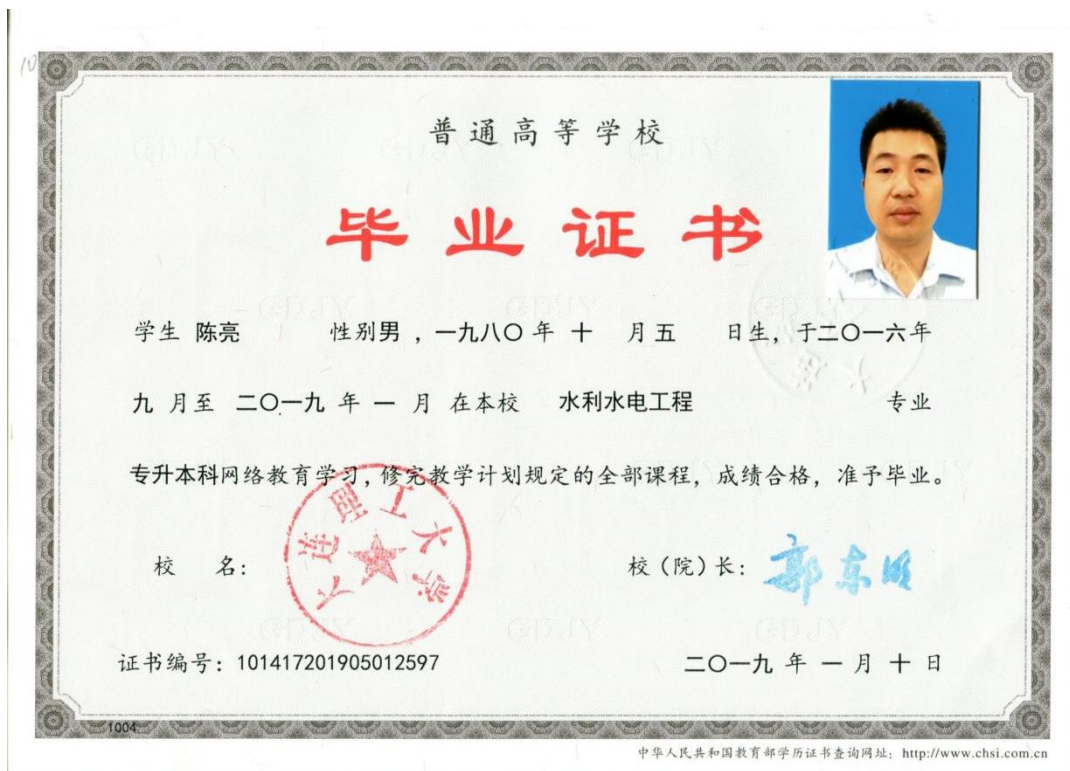 普通高等学校
毕业证书
学生 陈亮 性别男，一九八〇年 十 月五 日生，于二〇一六年
九 月至 二〇一九 年 一 月 在本校 水利水电工程 专业
专升本科网络教育学习，修完教学计划规定的全部课程，成绩合格，准予毕业。
大连理工大学
校 名： 校（院）长：郭东明
证书编号：101417201905012597 二〇一九 年 一 月 十 日
1004
中华人民共和国教育部学历证书查询网址：http://www.chsi.com.cn